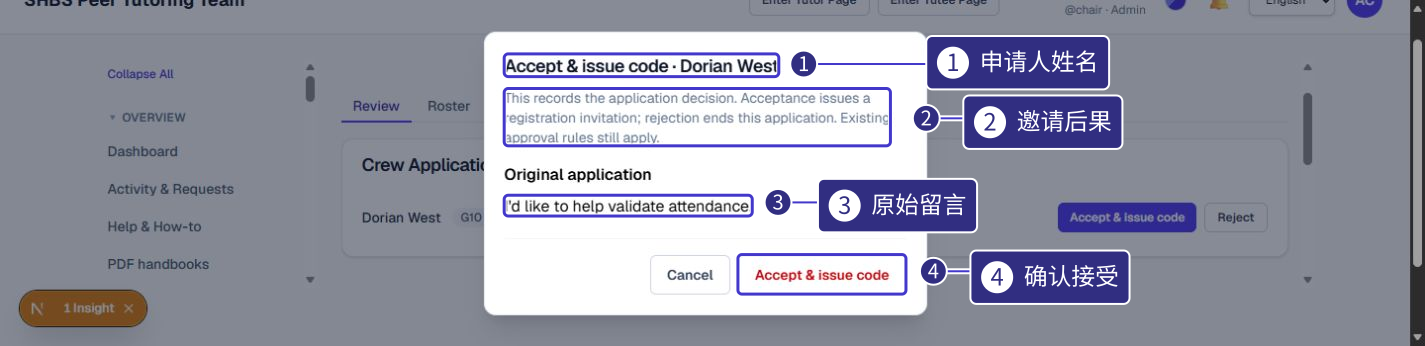 SHBS Peer Tutoring Team
Enter Tutor Page
Enter Tutee Page
@chair · Admin
English
AC
Collapse All
OVERVIEW
Dashboard
Activity & Requests
Help & How-to
PDF handbooks
1 Insight
Review
Roster
Crew Applicatio
Dorian West
G10
Accept & Issue code
Reject
Accept & issue code · Dorian West
1
1 申请人姓名
This records the application decision. Acceptance issues a
registration invitation; rejection ends this application. Existing
approval rules still apply.
2
2 邀请后果
Original application
I'd like to help validate attendance
3
3 原始留言
Cancel
Accept & issue code
4
4 确认接受